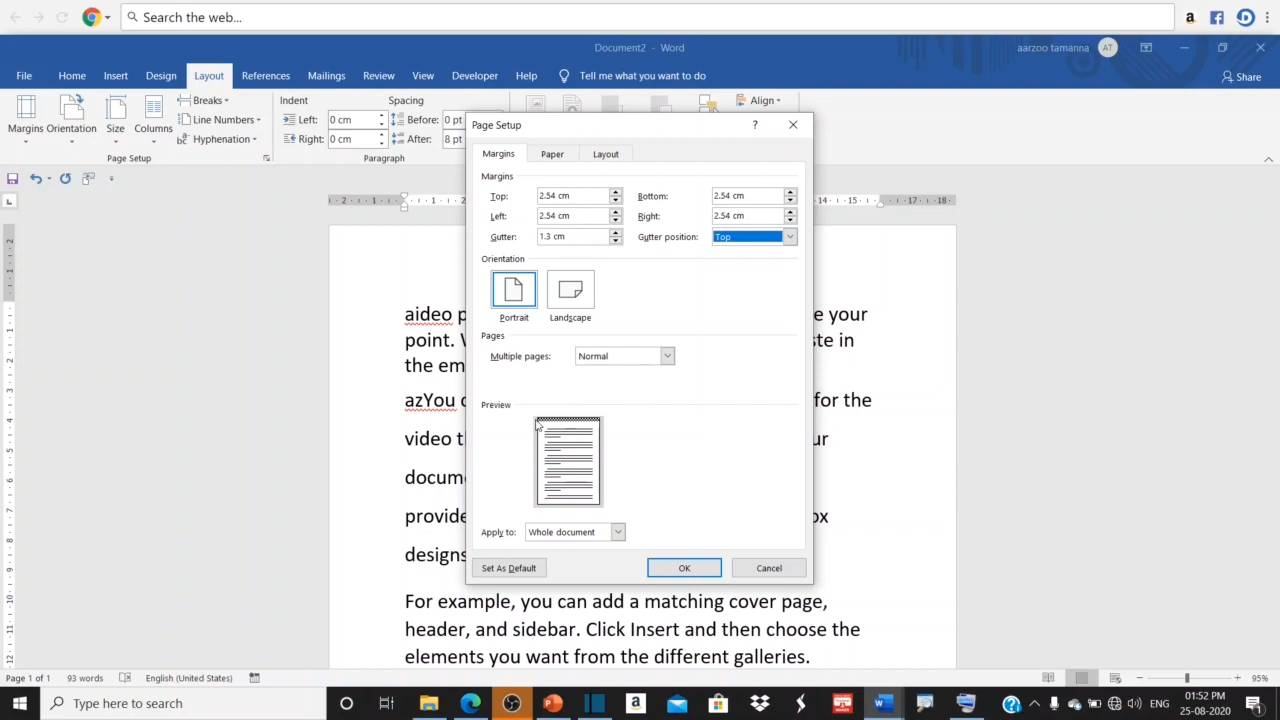 Search the web...
Document2 - Word
aarzoo tamanna AT
File Home Insert Design Layout References Mailings Review View Developer Help Tell me what you want to do Share
Breaks Indent Spacing Align
Margins Orientation Size Columns Line Numbers Left: 0 cm Before: 0 pt
Hyphenation Right: 0 cm After: 8 pt
Page Setup Paragraph
Page Setup ?
Margins Paper Layout
Margins
Top: 2.54 cm Bottom: 2.54 cm
Left: 2.54 cm Right: 2.54 cm
Gutter: 1.3 cm Gutter position: Top
Orientation
Portrait Landscape
Pages
Multiple pages: Normal
Preview
Apply to: Whole document
Set As Default OK Cancel
aideo p e your
point. W ste in
the em
azYou for the
video t ur
docum
provide ox
designs
For example, you can add a matching cover page,
header, and sidebar. Click Insert and then choose the
elements you want from the different galleries.
Page 1 of 1 93 words English (United States) 95%
Type here to search
01:52 PM
25-08-2020